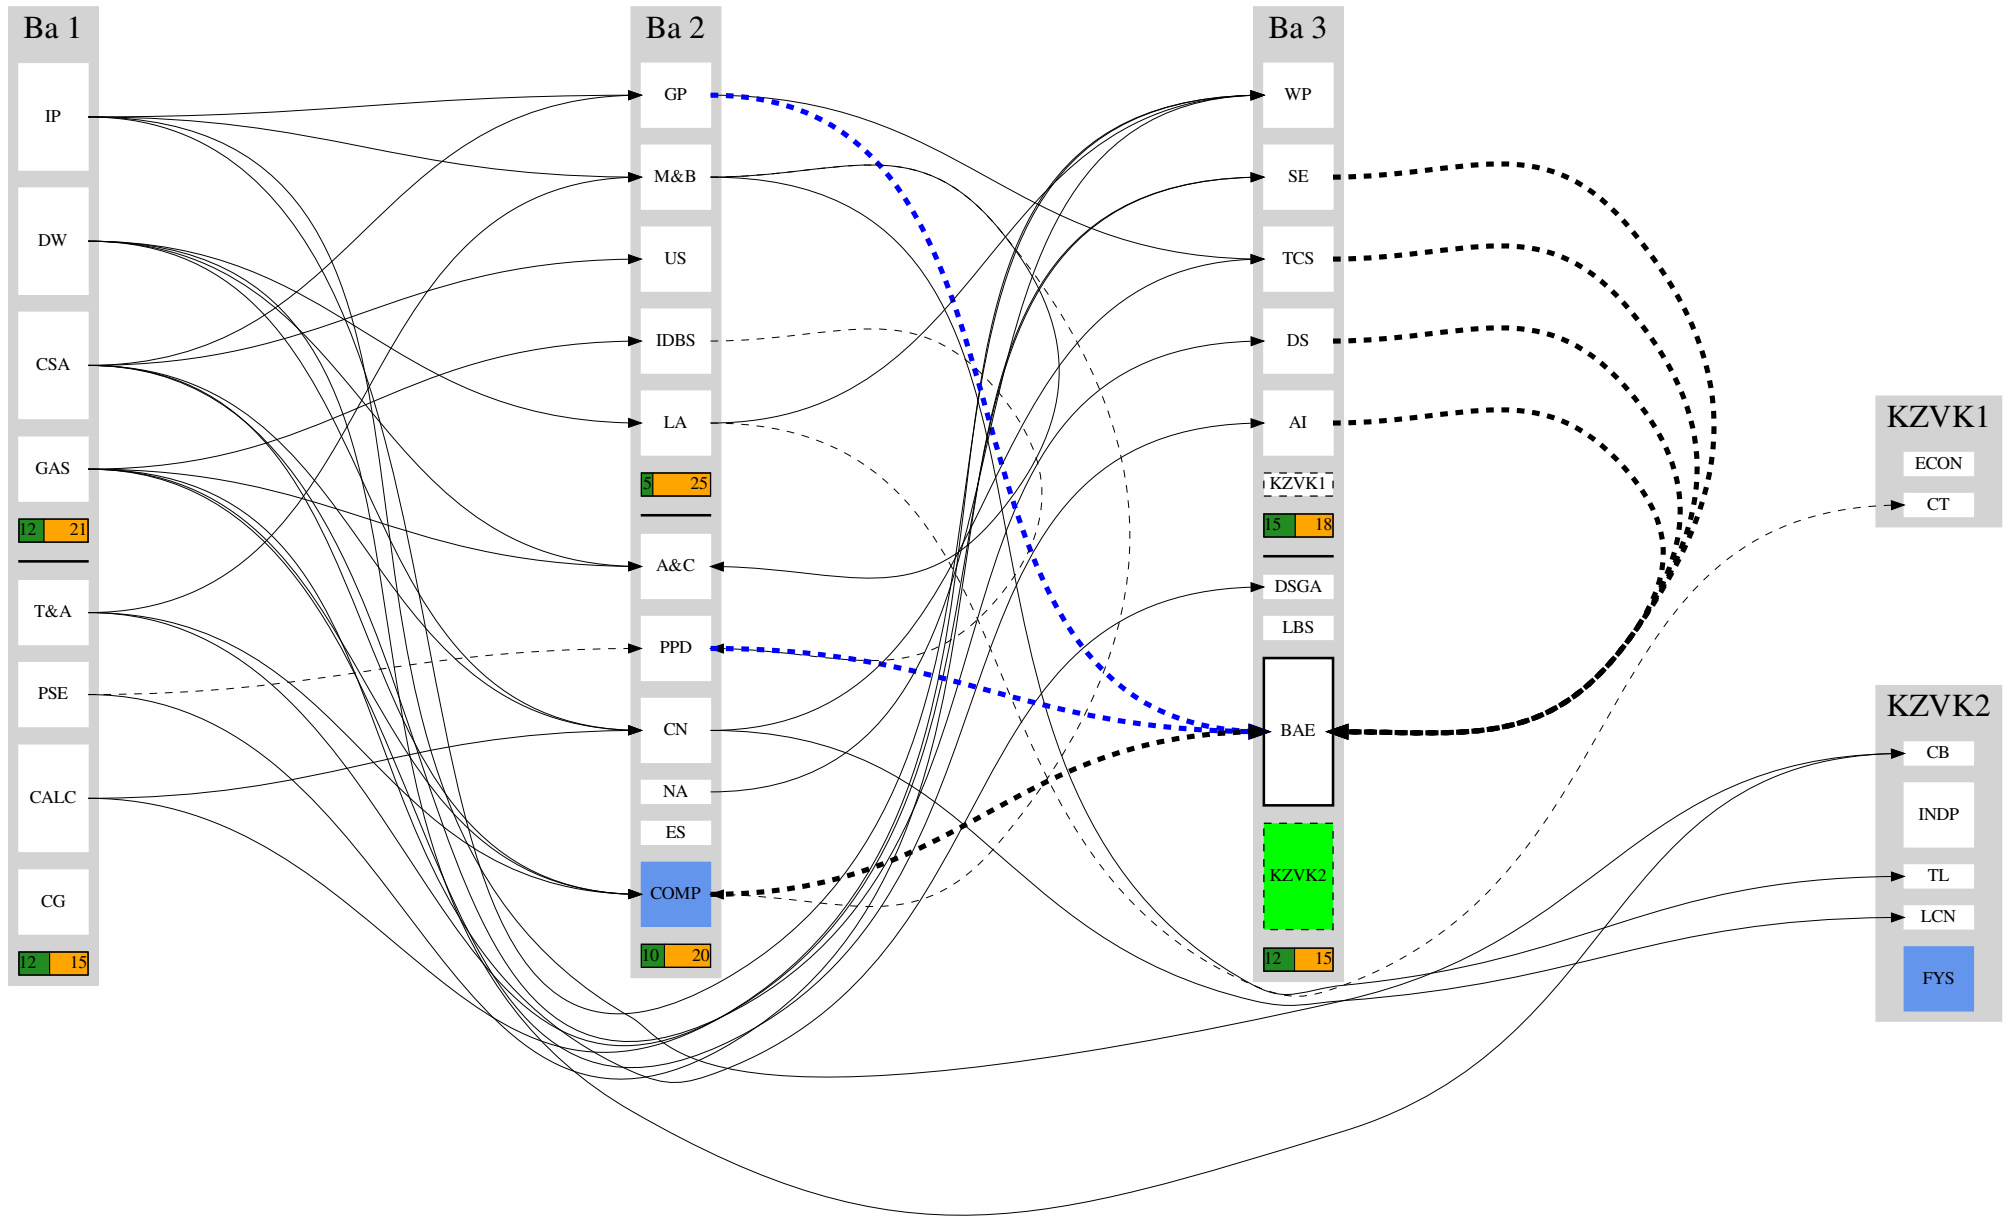 Ba 1
IP
DW
CSA
GAS
12 21
T&A
PSE
CALC
CG
12 15
Ba 2
GP
M&B
US
IDBS
LA
5 25
A&C
PPD
CN
NA
ES
COMP
10 20
Ba 3
WP
SE
TCS
DS
AI
KZVK1
15 18
DSGA
LBS
BAE
KZVK2
12 15
KZVK1
ECON
CT
KZVK2
CB
INDP
TL
LCN
FYS